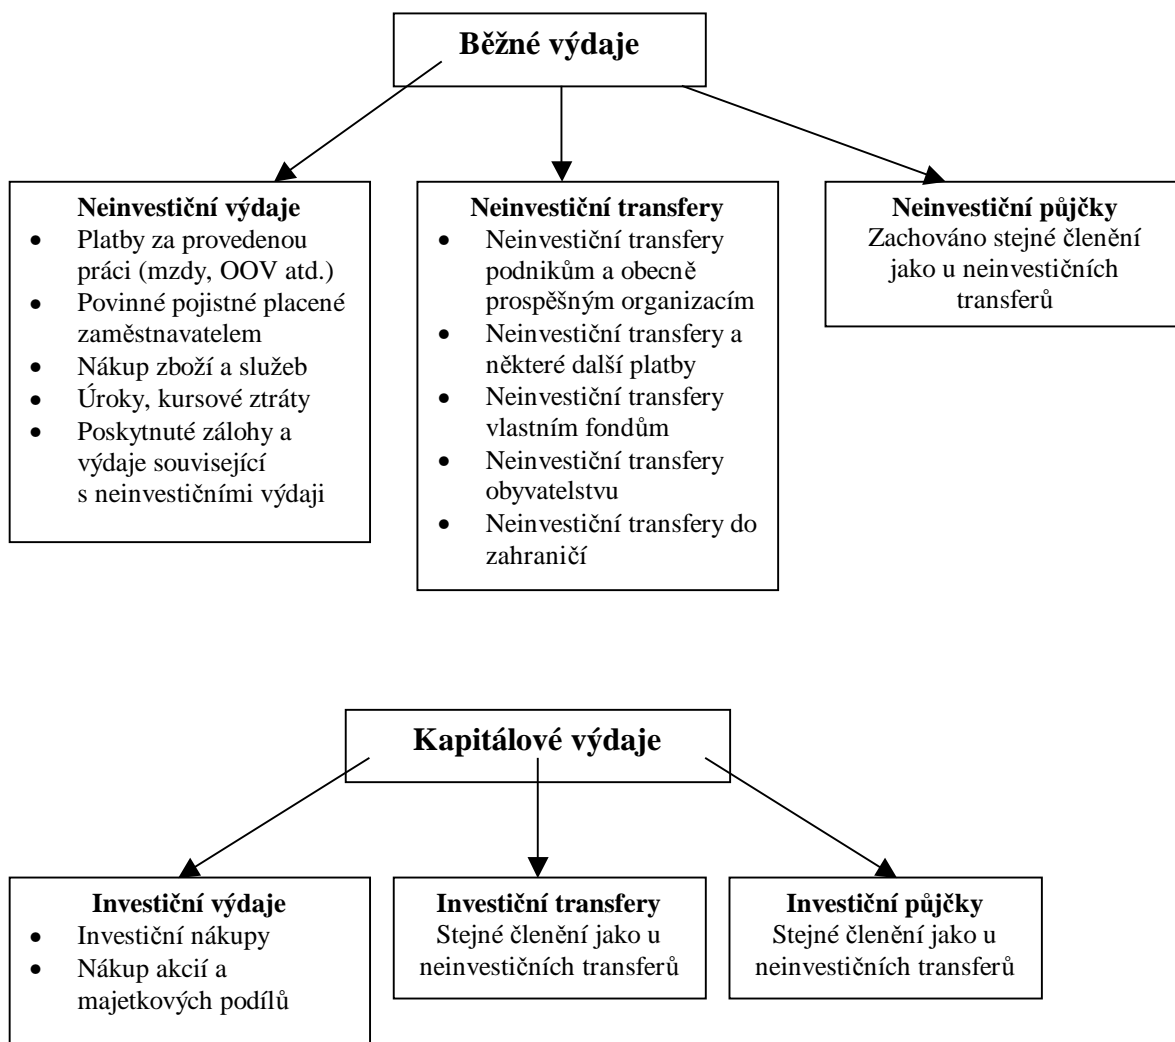 Běžné výdaje
Neinvestiční výdaje
• Platby za provedenou
práci (mzdy, OOV atd.)
• Povinné pojistné placené
zaměstnavatelem
• Nákup zboží a služeb
• Úroky, kursové ztráty
• Poskytnuté zálohy a
výdaje související
s neinvestičními výdaji
Neinvestiční transfery
• Neinvestiční transfery
podnikům a obecně
prospěšným organizacím
• Neinvestiční transfery a
některé další platby
• Neinvestiční transfery
vlastním fondům
• Neinvestiční transfery
obyvatelstvu
• Neinvestiční transfery do
zahraničí
Neinvestiční půjčky
Zachováno stejné členění
jako u neinvestičních
transferů
Kapitálové výdaje
Investiční výdaje
• Investiční nákupy
• Nákup akcií a
majetkových podílů
Investiční transfery
Stejné členění jako u
neinvestičních transferů
Investiční půjčky
Stejné členění jako u
neinvestičních transferů